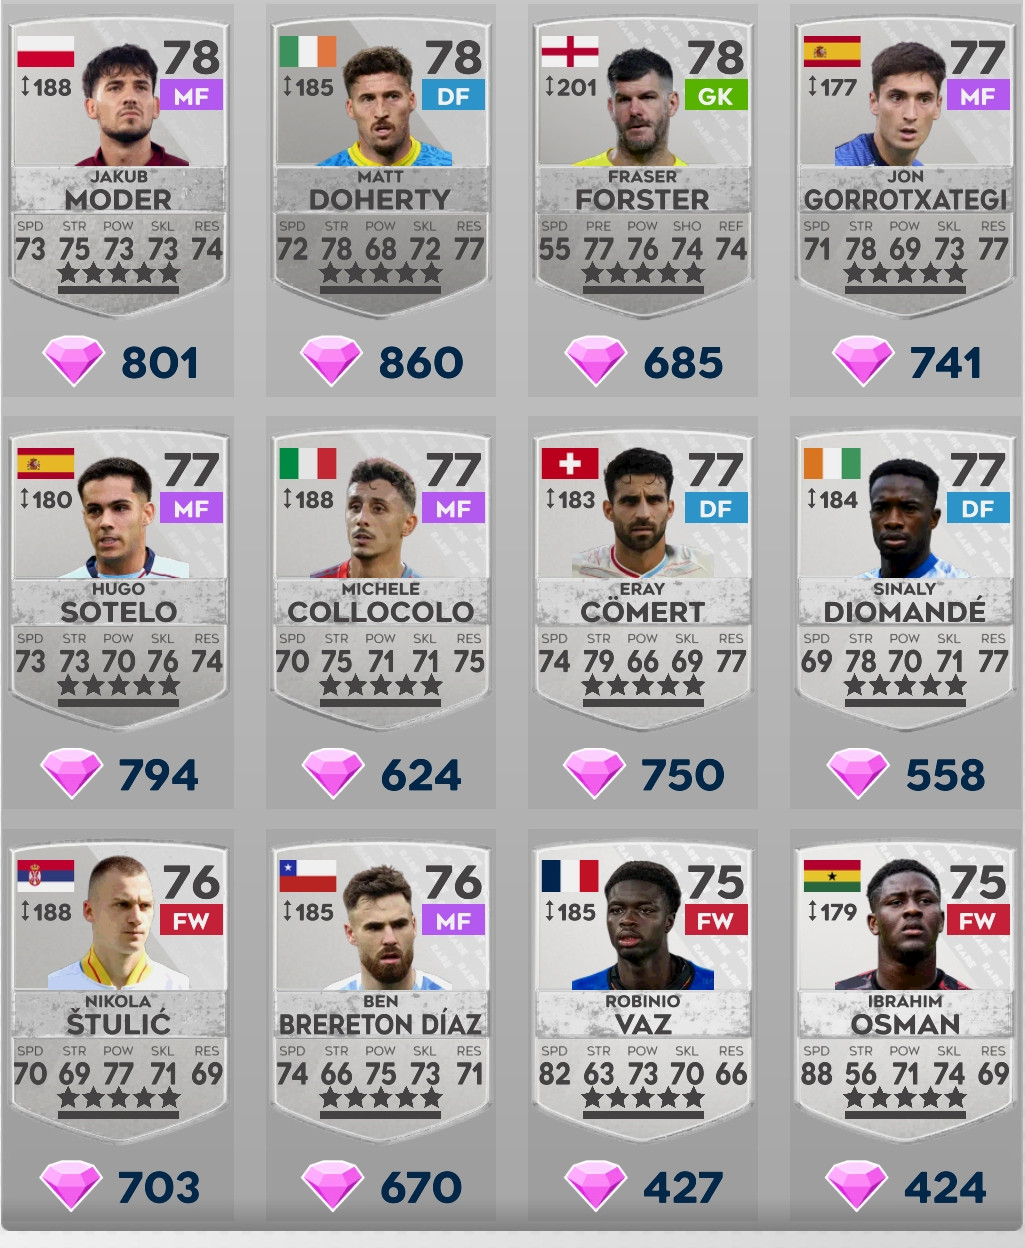 78
188
MF
JAKUB
MODER
SPD STR POW SKL RES
73 75 73 73 74
801
78
185
DF
MATT
DOHERTY
SPD STR POW SKL RES
72 78 68 72 77
860
78
201
GK
FRASER
FORSTER
SPD PRE POW SHO REF
55 77 76 74 74
685
77
177
MF
JON
GORROTXATEGI
SPD STR POW SKL RES
71 78 69 73 77
741
77
180
MF
HUGO
SOTELO
SPD STR POW SKL RES
73 73 70 76 74
794
77
188
MF
MICHELE
COLLOCOLO
SPD STR POW SKL RES
70 75 71 71 75
624
77
183
DF
ERAY
CÖMERT
SPD STR POW SKL RES
74 79 66 69 77
750
77
184
DF
SINALY
DIOMANDÉ
SPD STR POW SKL RES
69 78 70 71 77
558
76
188
FW
NIKOLA
ŠTULIĆ
SPD STR POW SKL RES
70 69 77 71 69
703
76
185
MF
BEN
BRERETON DÍAZ
SPD STR POW SKL RES
74 66 75 73 71
670
75
185
FW
ROBINIO
VAZ
SPD STR POW SKL RES
82 63 73 70 66
427
75
179
FW
IBRAHIM
OSMAN
SPD STR POW SKL RES
88 56 71 74 69
424